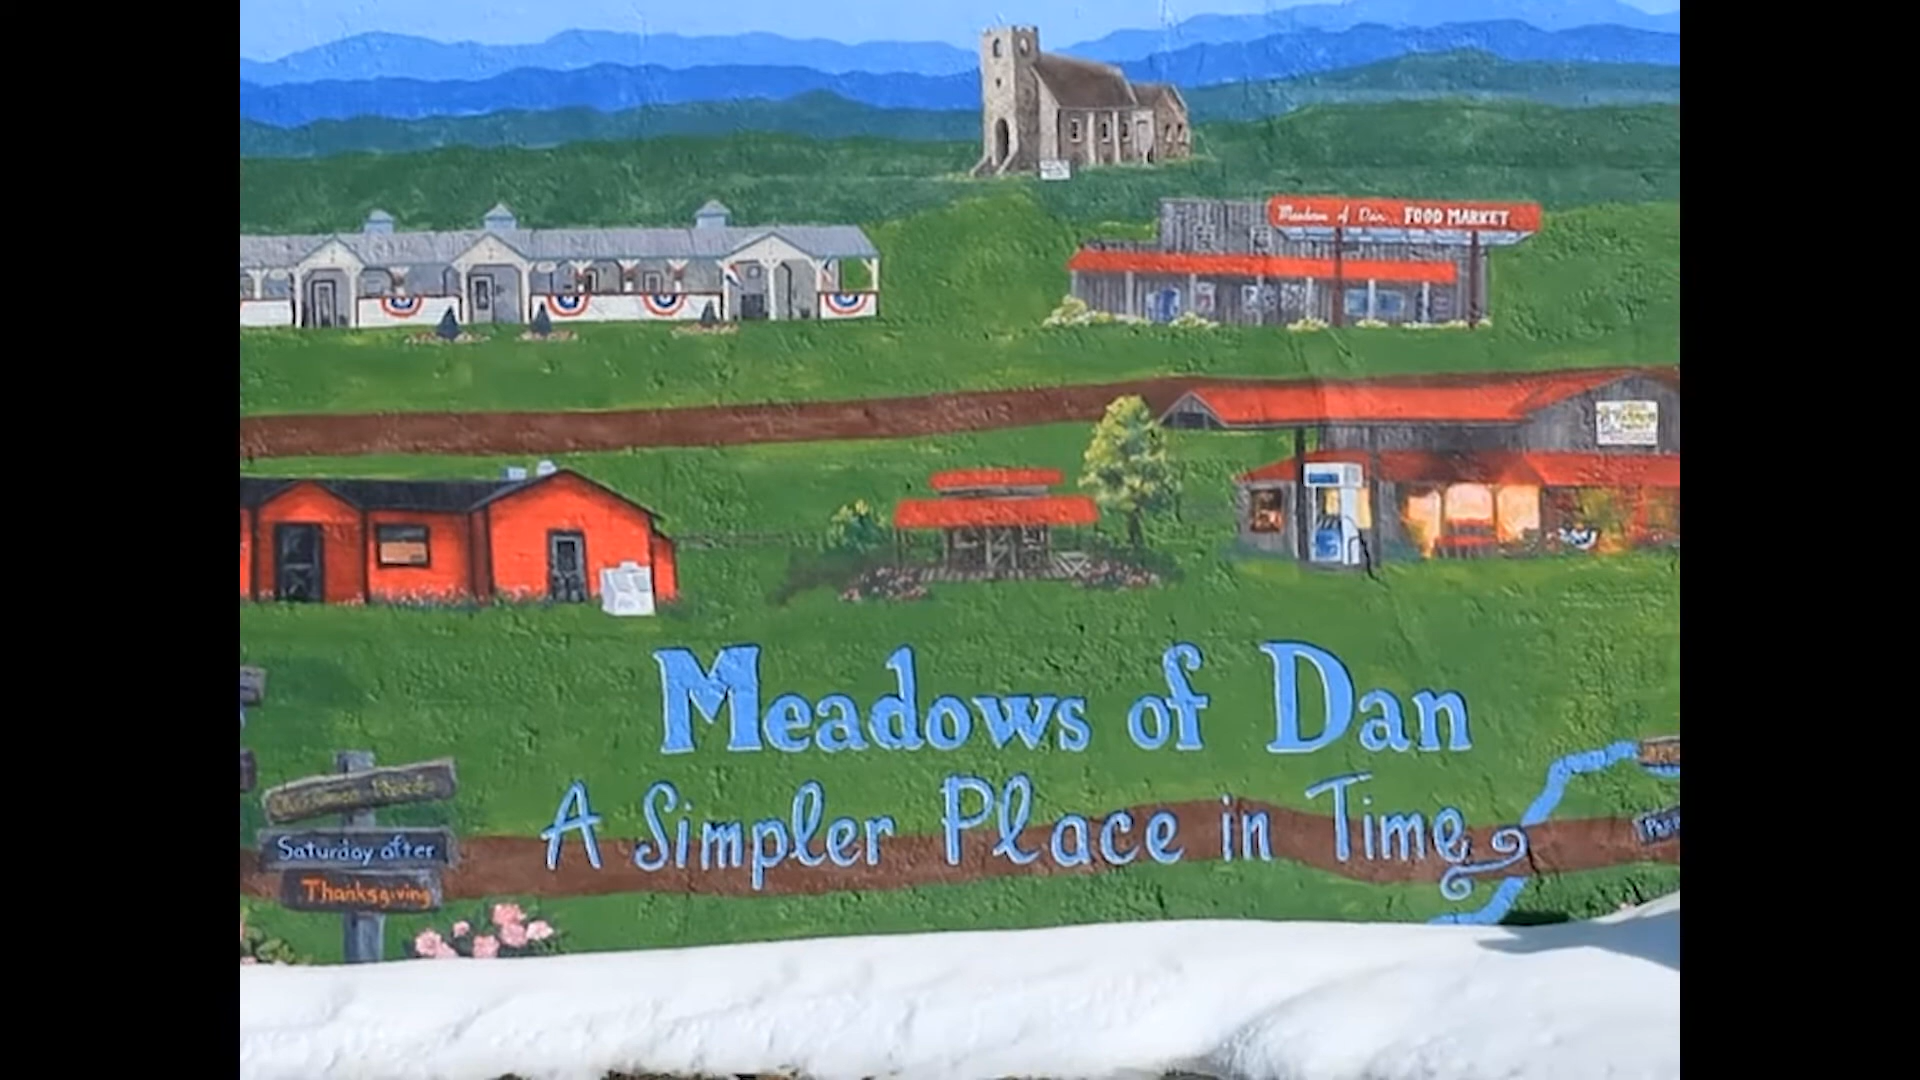 Meadows of Dan FOOD MARKET
Meadows of Dan
A Simpler Place in Time
Saturday after
Thanksgiving